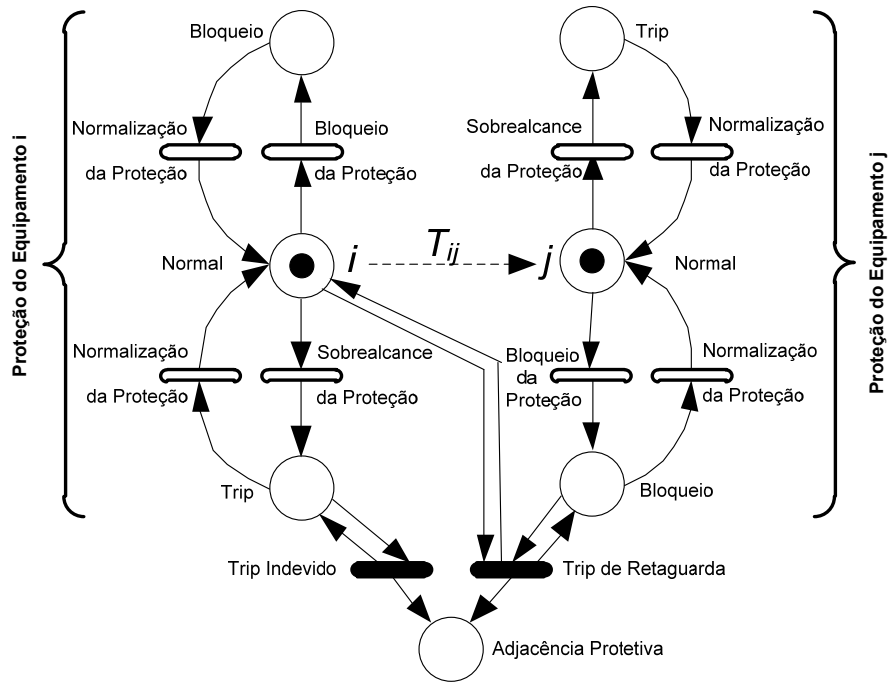 Bloqueio
Trip
Normalização
da Proteção
Bloqueio
da Proteção
Sobrealcance
da Proteção
Normalização
da Proteção
Proteção do Equipamento i
Normal
i
Tij
j
Normal
Proteção do Equipamento j
Normalização
da Proteção
Sobrealcance
da Proteção
Bloqueio
da
Proteção
Normalização
da Proteção
Trip
Bloqueio
Trip Indevido
Trip de Retaguarda
Adjacência Protetiva